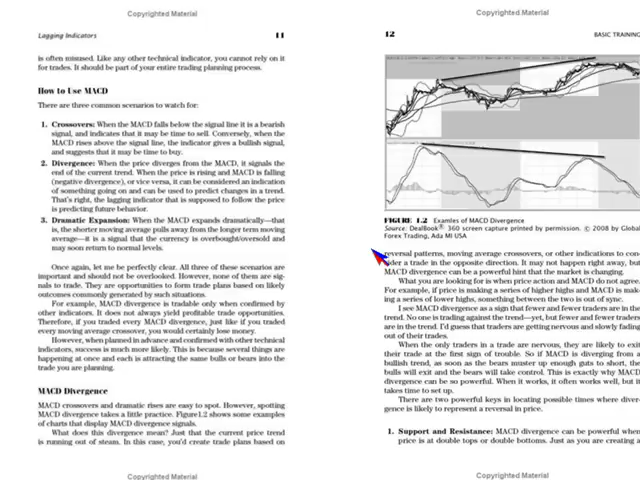 Copyrighted Material
Lagging Indicators 11
is often misused. Like any other technical indicator, you cannot rely on it
for trades. It should be part of your entire trading planning process.
How to Use MACD
There are three common scenarios to watch for:
1. Crossovers: When the MACD falls below the signal line it is a bearish
signal, and indicates that it may be time to sell. Conversely, when the
MACD rises above the signal line, the indicator gives a bullish signal,
and suggests that it may be time to buy.
2. Divergence: When the price diverges from the MACD, it signals the
end of the current trend. When the price is rising and MACD is falling
(negative divergence), or vice versa, it can be considered an indication
of something going on and can be used to predict changes in a trend.
That's right, the lagging indicator that is supposed to follow the price
is predicting future behavior.
3. Dramatic Expansion: When the MACD expands dramatically—that
is, the shorter moving average pulls away from the longer term moving
average—it is a signal that the currency is overbought/oversold and
may soon return to normal levels.
Once again, let me be perfectly clear. All three of these scenarios are
important and should not be overlooked. However, none of them are sig-
nals to trade. They are opportunities to form trade plans based on likely
outcomes commonly generated by such situations.
For example, MACD divergence is tradable only when confirmed by
other indicators. It does not always yield profitable trade opportunities.
Therefore, if you traded every MACD divergence, just like if you traded
every moving average crossover, you would certainly lose money.
However, when planned in advance and confirmed with other technical
indicators, success is much more likely. This is because several things are
happening at once and each is attracting the same bulls or bears into the
trade you are planning.
MACD Divergence
MACD crossovers and dramatic rises are easy to spot. However, spotting
MACD divergence takes a little practice. Figure1.2 shows some examples
of charts that display MACD divergence signals.
What does this divergence mean? Just that the current price trend
is running out of steam. In this case, you'd create trade plans based on
Copyrighted Material
Copyrighted Material
12 BASIC TRAINING
FIGURE 1.2 Examles of MACD Divergence
Source: DealBook® 360 screen capture printed by permission. © 2008 by Global
Forex Trading, Ada MI USA
reversal patterns, moving average crossovers, or other indications to con-
sider a trade in the opposite direction. It may not happen right away, but
MACD divergence can be a powerful hint that the market is changing.
What you are looking for is when price action and MACD do not agree.
For example, if price is making a series of higher highs and MACD is mak-
ing a series of lower highs, something between the two is out of sync.
I see MACD divergence as a sign that fewer and fewer traders are in the
trend. No one is trading against the trend—yet, but fewer and fewer traders
are in the trend. I'd guess that traders are getting nervous and slowly fading
out of their trades.
When the only traders in a trade are nervous, they are likely to exit
their trade at the first sign of trouble. So if MACD is diverging from a
bullish trend, as soon as the bears muster up enough guts to short, the
bulls will exit and the bears will take control. This is exactly why MACD
divergence can be so powerful. When it works, it often works well, but it
takes time to set up.
There are two powerful keys in locating possible times where diver-
gence is likely to represent a reversal in price.
1. Support and Resistance: MACD divergence can be powerful when
price is at double tops or double bottoms. Just as you are creating a
Copyrighted Material